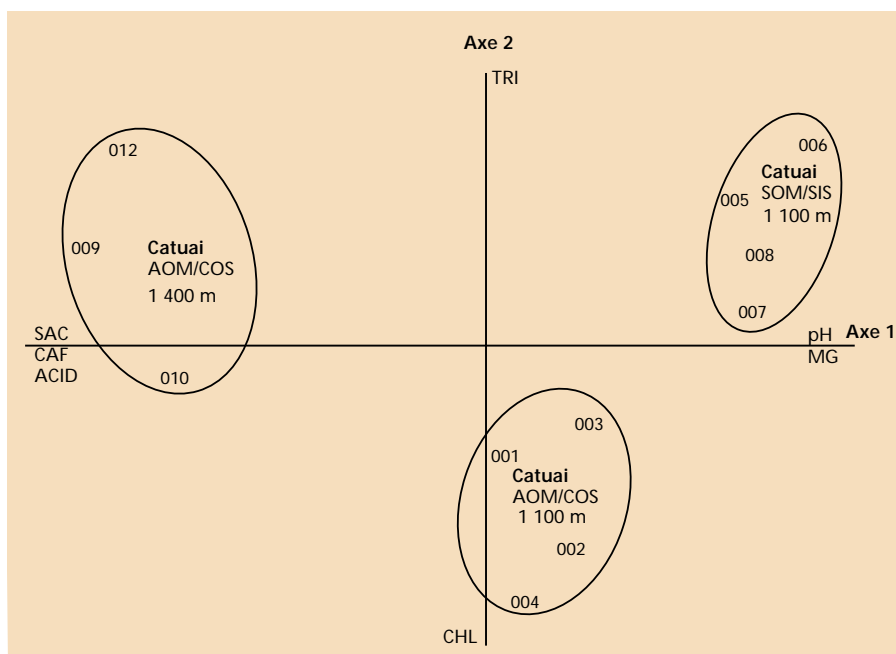 Axe 2
TRI
012
006
Catuai
005
SOM/SIS
1 100 m
009
Catuai
AOM/COS
1 400 m
008
007
SAC
pH
Axe 1
CAF
MG
ACID
010
003
001
Catuai
AOM/COS
1 100 m
002
004
CHL